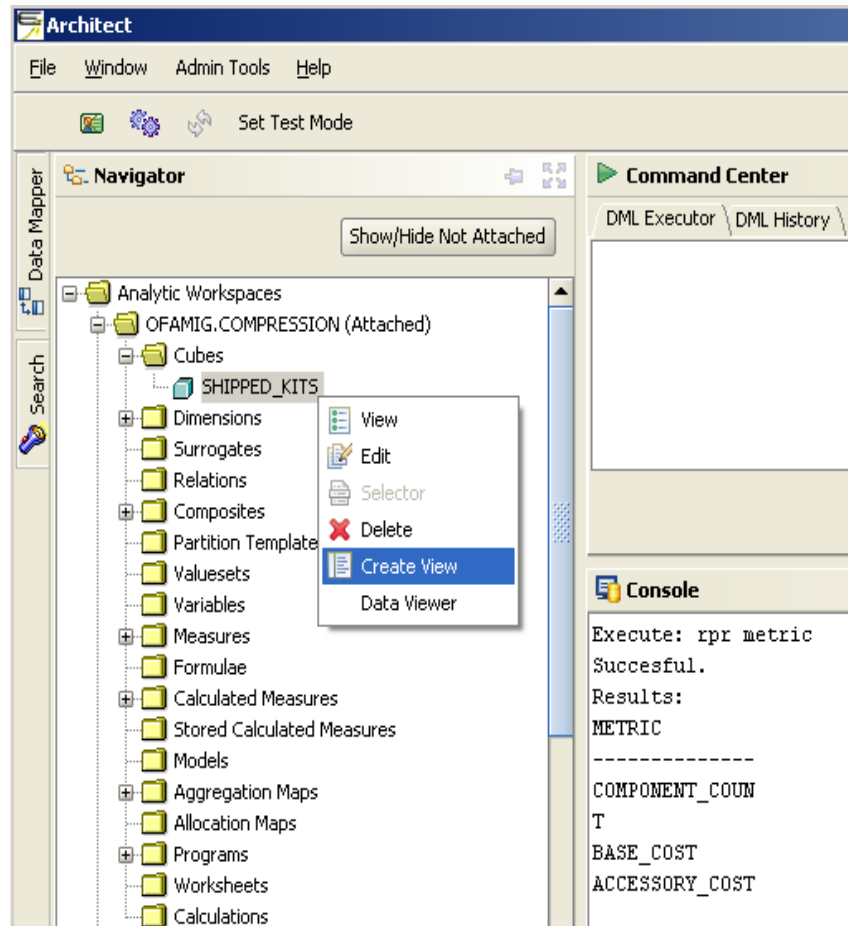 Architect
File Window Admin Tools Help
Set Test Mode
Data Mapper
Search
Navigator
Show/Hide Not Attached
Analytic Workspaces
OFAMIG.COMPRESSION (Attached)
Cubes
SHIPPED_KITS
Dimensions
Surrogates
Relations
Composites
Partition Template
Valuesets
Variables
Measures
Formulae
Calculated Measures
Stored Calculated Measures
Models
Aggregation Maps
Allocation Maps
Programs
Worksheets
Calculations
View
Edit
Selector
Delete
Create View
Data Viewer
Command Center
DML Executor DML History
Console
Execute: rpr metric
Succesful.
Results:
METRIC
--------------
COMPONENT_COUN
T
BASE_COST
ACCESSORY_COST